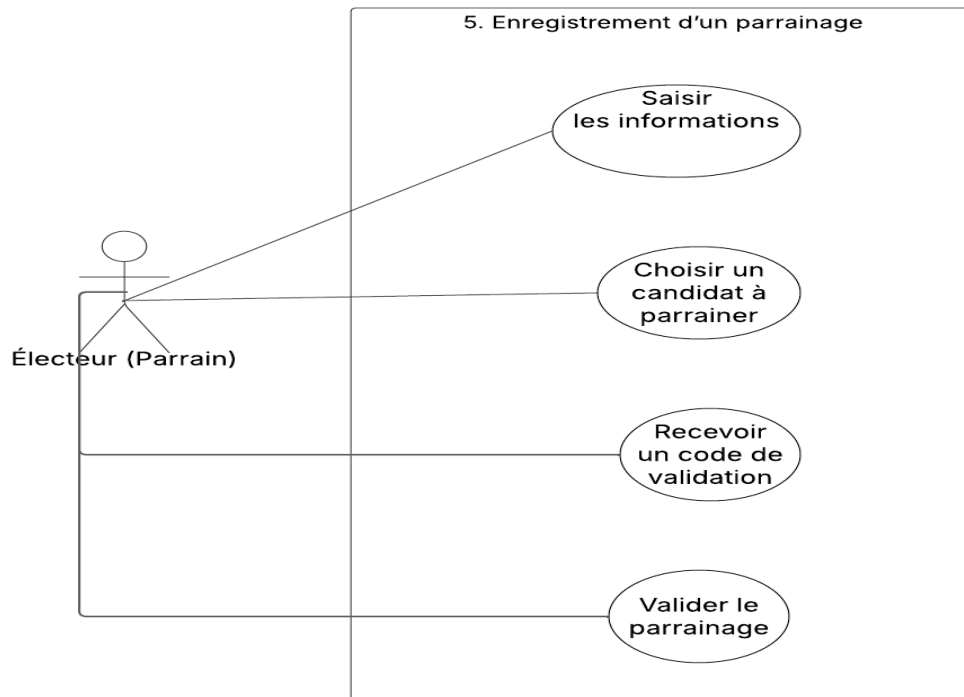 5. Enregistrement d'un parrainage
Saisir
les informations
Choisir un
candidat à
parrainer
Électeur (Parrain)
Recevoir
un code de
validation
Valider le
parrainage